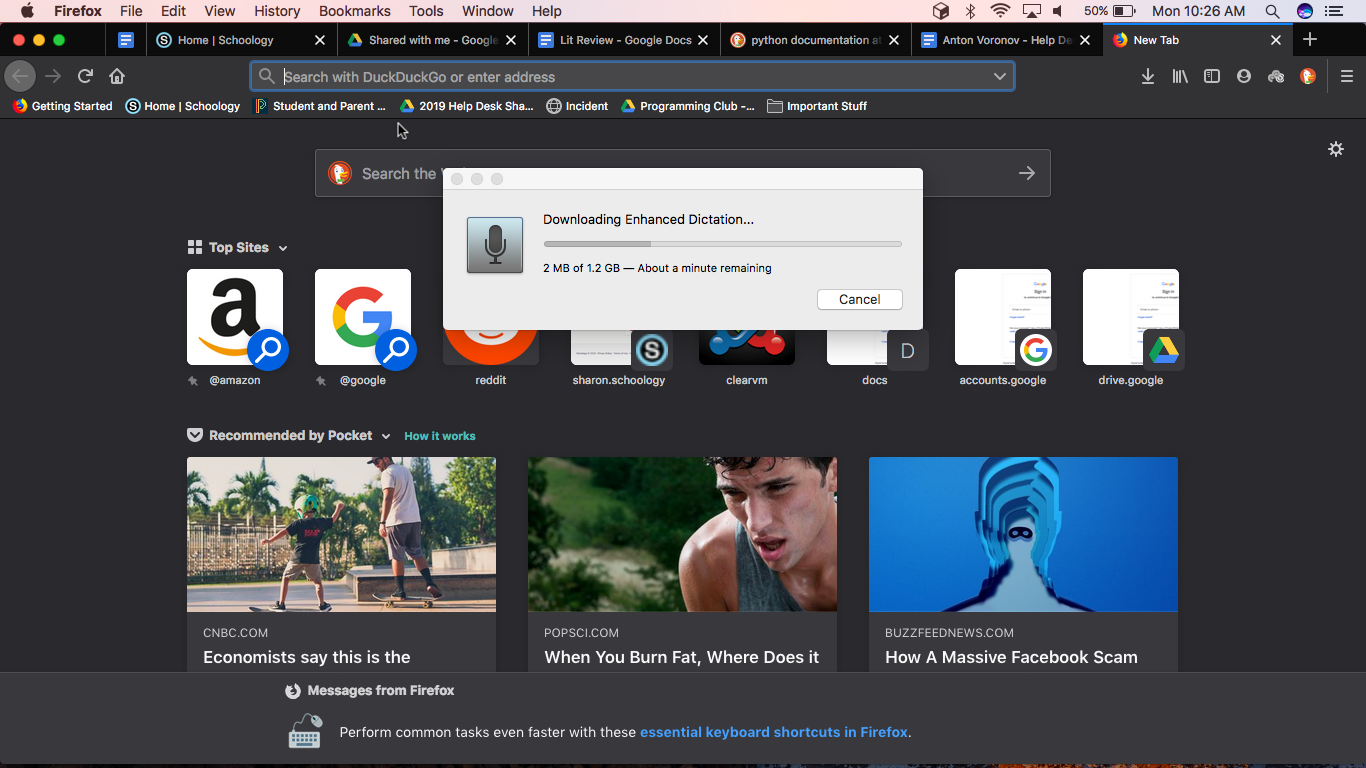 Firefox File Edit View History Bookmarks Tools Window Help 50% Mon 10:26 AM
Home | Schoology Shared with me - Google Lit Review - Google Docs python documentation at Anton Voronov - Help De New Tab
Search with DuckDuckGo or enter address
Getting Started Home | Schoology Student and Parent ... 2019 Help Desk Sha... Incident Programming Club -... Important Stuff
Search the
Downloading Enhanced Dictation...
2 MB of 1.2 GB — About a minute remaining
Cancel
Top Sites
@amazon @google reddit sharon.schoology clearvm docs accounts.google drive.google
D
Recommended by Pocket How it works
CNBC.COM POPSCI.COM BUZZFEEDNEWS.COM
Economists say this is the When You Burn Fat, Where Does it How A Massive Facebook Scam
Messages from Firefox
Perform common tasks even faster with these essential keyboard shortcuts in Firefox.